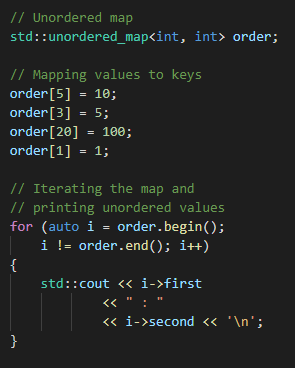 // Unordered map
std::unordered_map<int, int> order;
// Mapping values to keys
order[5] = 10;
order[3] = 5;
order[20] = 100;
order[1] = 1;
// Iterating the map and
// printing unordered values
for (auto i = order.begin();
    i != order.end(); i++)
{
    std::cout << i->first
            << " : "
            << i->second << '\n';
}